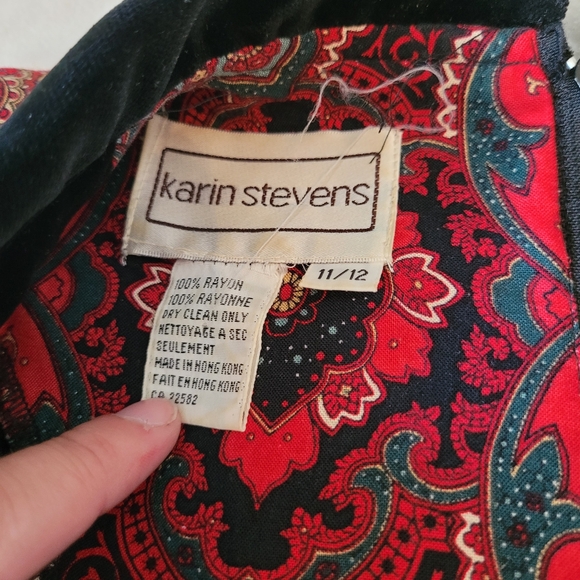 karin stevens
11/12
100% RAYON
100% RAYONNE
DRY CLEAN ONLY
NETTOYAGE A SEC
SEULEMENT
MADE IN HONG KONG
FAIT EN HONG KONG
CA 32582